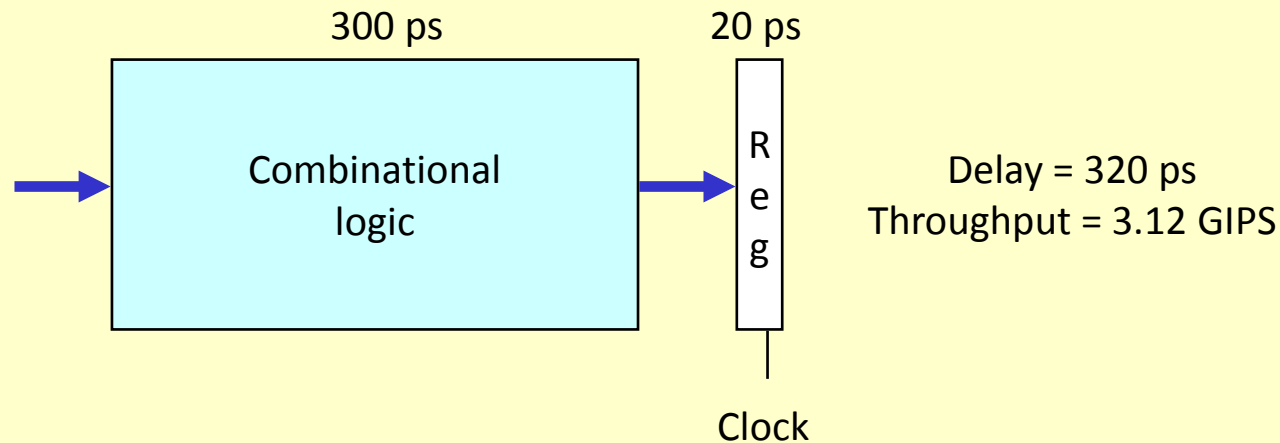 300 ps
20 ps
Combinational
logic
R
e
g
Delay = 320 ps
Throughput = 3.12 GIPS
Clock